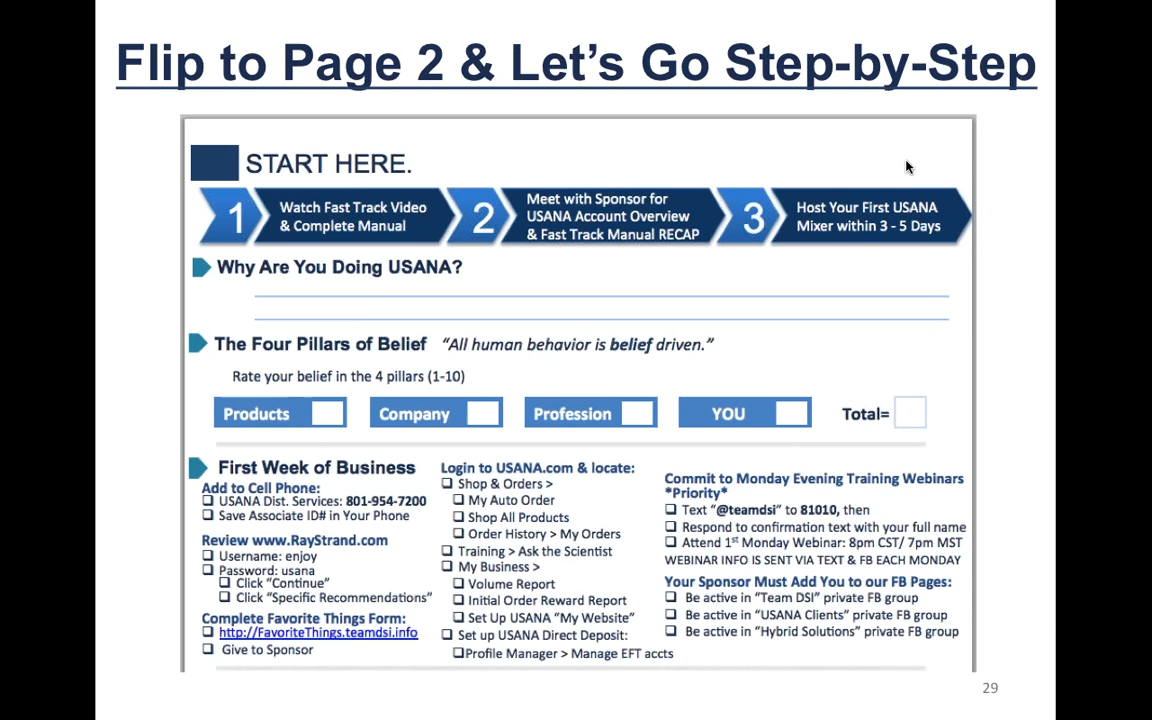 Flip to Page 2 & Let's Go Step-by-Step
START HERE.
1
Watch Fast Track Video
& Complete Manual
2
Meet with Sponsor for
USANA Account Overview
& Fast Track Manual RECAP
3
Host Your First USANA
Mixer within 3 - 5 Days
Why Are You Doing USANA?
The Four Pillars of Belief "All human behavior is belief driven."
Rate your belief in the 4 pillars (1-10)
Products
Company
Profession
YOU
Total=
First Week of Business
Add to Cell Phone:
USANA Dist. Services: 801-954-7200
Save Associate ID# in Your Phone
Review www.RayStrand.com
Username: enjoy
Password: usana
Click "Continue"
Click "Specific Recommendations"
Complete Favorite Things Form:
http://FavoriteThings.teamdsi.info
Give to Sponsor
Login to USANA.com & locate:
Shop & Orders >
My Auto Order
Shop All Products
Order History > My Orders
Training > Ask the Scientist
My Business >
Volume Report
Initial Order Reward Report
Set Up USANA "My Website"
Set up USANA Direct Deposit:
Profile Manager > Manage EFT accts
Commit to Monday Evening Training Webinars
*Priority*
Text "@teamdsi" to 81010, then
Respond to confirmation text with your full name
Attend 1st Monday Webinar: 8pm CST/ 7pm MST
WEBINAR INFO IS SENT VIA TEXT & FB EACH MONDAY
Your Sponsor Must Add You to our FB Pages:
Be active in "Team DSI" private FB group
Be active in "USANA Clients" private FB group
Be active in "Hybrid Solutions" private FB group
29